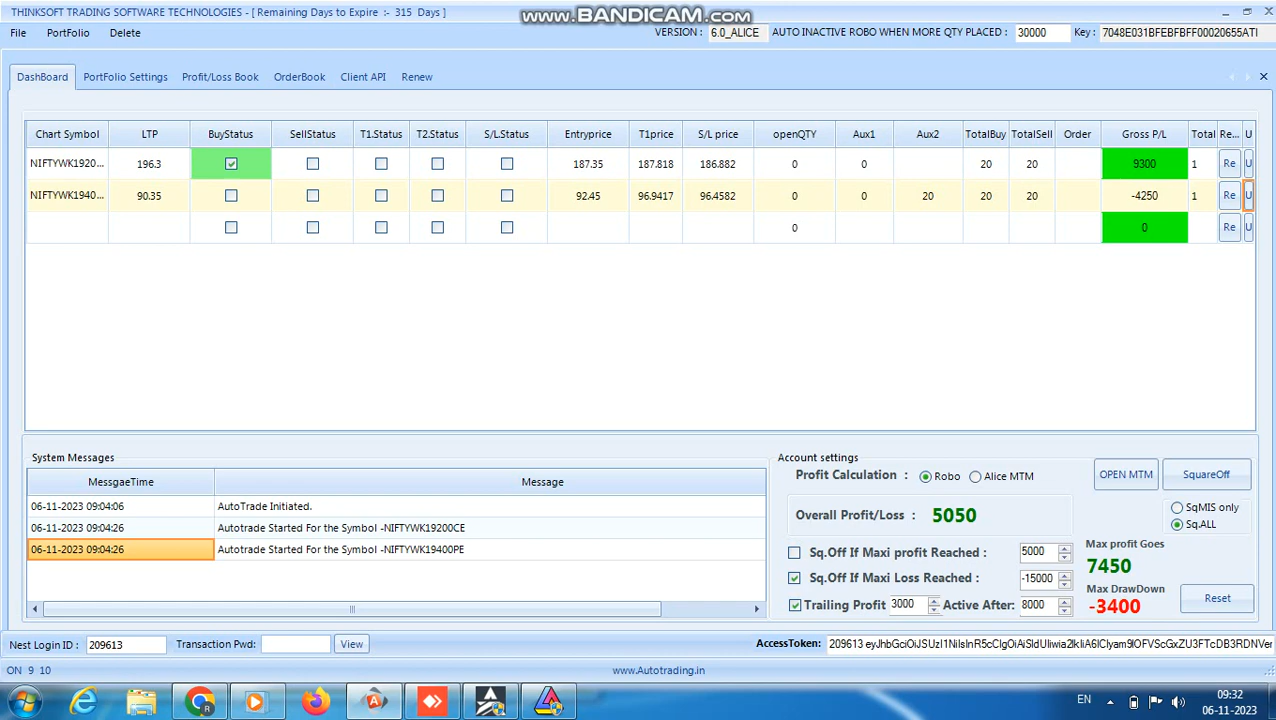 THINKSOFT TRADING SOFTWARE TECHNOLOGIES - [ Remaining Days to Expire :- 315 Days ]
www.BANDICAM.com
File PortFolio Delete
VERSION : 6.0_ALICE AUTO INACTIVE ROBO WHEN MORE QTY PLACED : 30000 Key : 7048E031BFEBFBFF00020655ATI
DashBoard PortFolio Settings Profit/Loss Book OrderBook Client API Renew
Chart Symbol LTP BuyStatus SellStatus T1.Status T2.Status S/L.Status Entryprice T1price S/L price openQTY Aux1 Aux2 TotalBuy TotalSell Order Gross P/L Total Re... U
NIFTYWK1920... 196.3 187.35 187.818 186.882 0 0 20 20 9300 1 Re U
NIFTYWK1940... 90.35 92.45 96.9417 96.4582 0 0 20 20 20 -4250 1 Re U
0 0 Re U
System Messages
MessgaeTime Message
06-11-2023 09:04:06 AutoTrade Initiated.
06-11-2023 09:04:26 Autotrade Started For the Symbol -NIFTYWK19200CE
06-11-2023 09:04:26 Autotrade Started For the Symbol -NIFTYWK19400PE
Account settings
Profit Calculation : Robo Alice MTM OPEN MTM SquareOff
SqMIS only
Overall Profit/Loss : 5050
Sq.ALL
Sq.Off If Maxi profit Reached : 5000
Max profit Goes
7450
Sq.Off If Maxi Loss Reached : -15000
Max DrawDown
-3400
Reset
Trailing Profit 3000 Active After: 8000
Nest Login ID : 209613 Transaction Pwd: View
AccessToken: 209613
ON 9 10
www.Autotrading.in
EN
09:32
06-11-2023